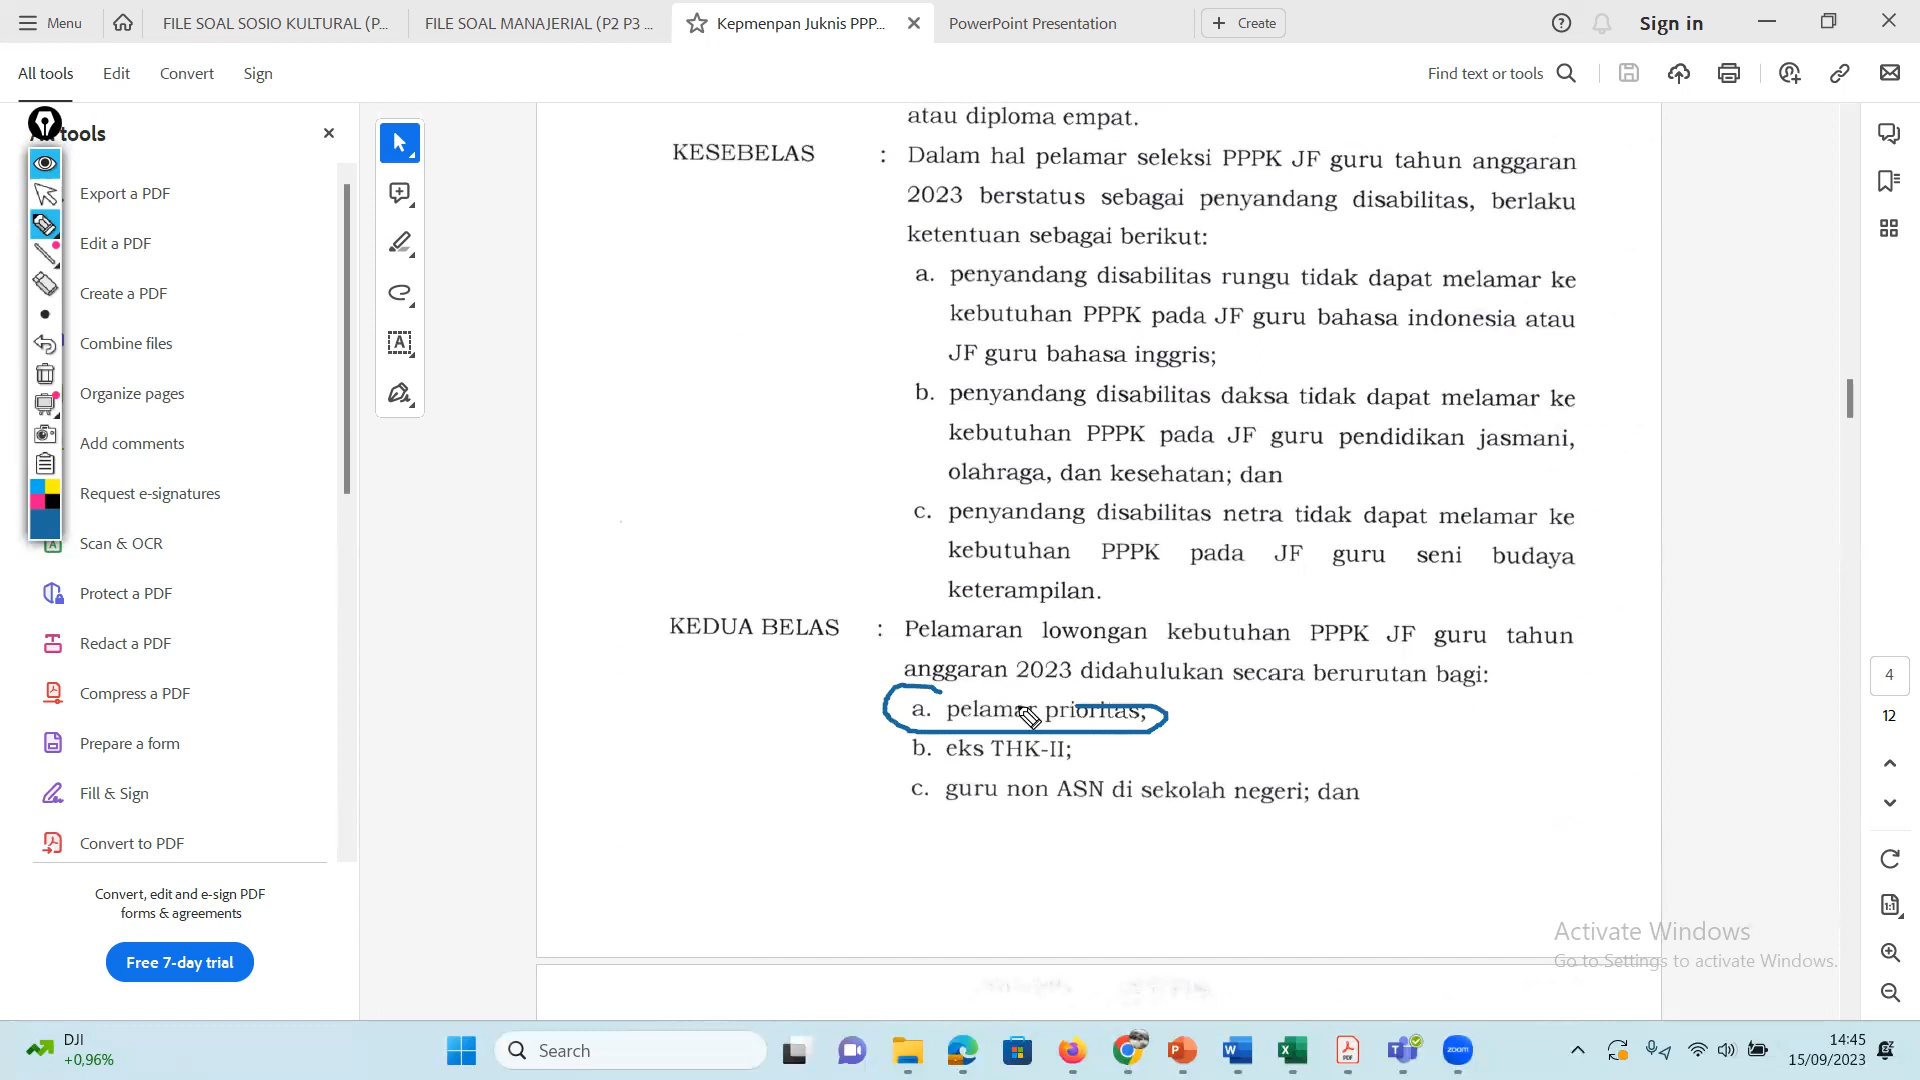 Menu
FILE SOAL SOSIO KULTURAL (P...
FILE SOAL MANAJERIAL (P2 P3 ...
Kepmenpan Juknis PPP...
PowerPoint Presentation
Create
Sign in
All tools
Edit
Convert
Sign
Find text or tools
tools
Export a PDF
Edit a PDF
Create a PDF
Combine files
Organize pages
Add comments
Request e-signatures
Scan & OCR
Protect a PDF
Redact a PDF
Compress a PDF
Prepare a form
Fill & Sign
Convert to PDF
Convert, edit and e-sign PDF
forms & agreements
Free 7-day trial
atau diploma empat.
KESEBELAS : Dalam hal pelamar seleksi PPPK JF guru tahun anggaran
2023 berstatus sebagai penyandang disabilitas, berlaku
ketentuan sebagai berikut:
a. penyandang disabilitas rungu tidak dapat melamar ke
kebutuhan PPPK pada JF guru bahasa indonesia atau
JF guru bahasa inggris;
b. penyandang disabilitas daksa tidak dapat melamar ke
kebutuhan PPPK pada JF guru pendidikan jasmani,
olahraga, dan kesehatan; dan
c. penyandang disabilitas netra tidak dapat melamar ke
kebutuhan PPPK pada JF guru seni budaya
keterampilan.
KEDUA BELAS : Pelamaran lowongan kebutuhan PPPK JF guru tahun
anggaran 2023 didahulukan secara berurutan bagi:
a. pelamar prioritas;
b. eks THK-II;
c. guru non ASN di sekolah negeri; dan
4
12
Activate Windows
Go to Settings to activate Windows.
DJI
+0,96%
Search
zoom
14:45
15/09/2023